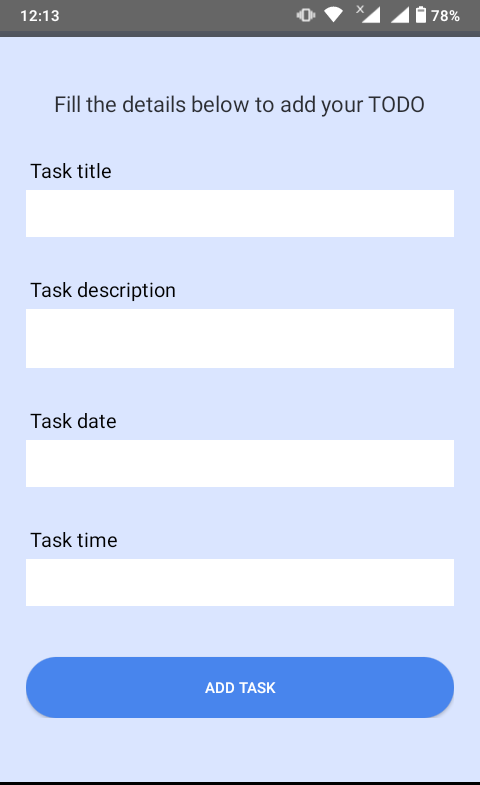 12:13
78%
Fill the details below to add your TODO
Task title
Task description
Task date
Task time
ADD TASK